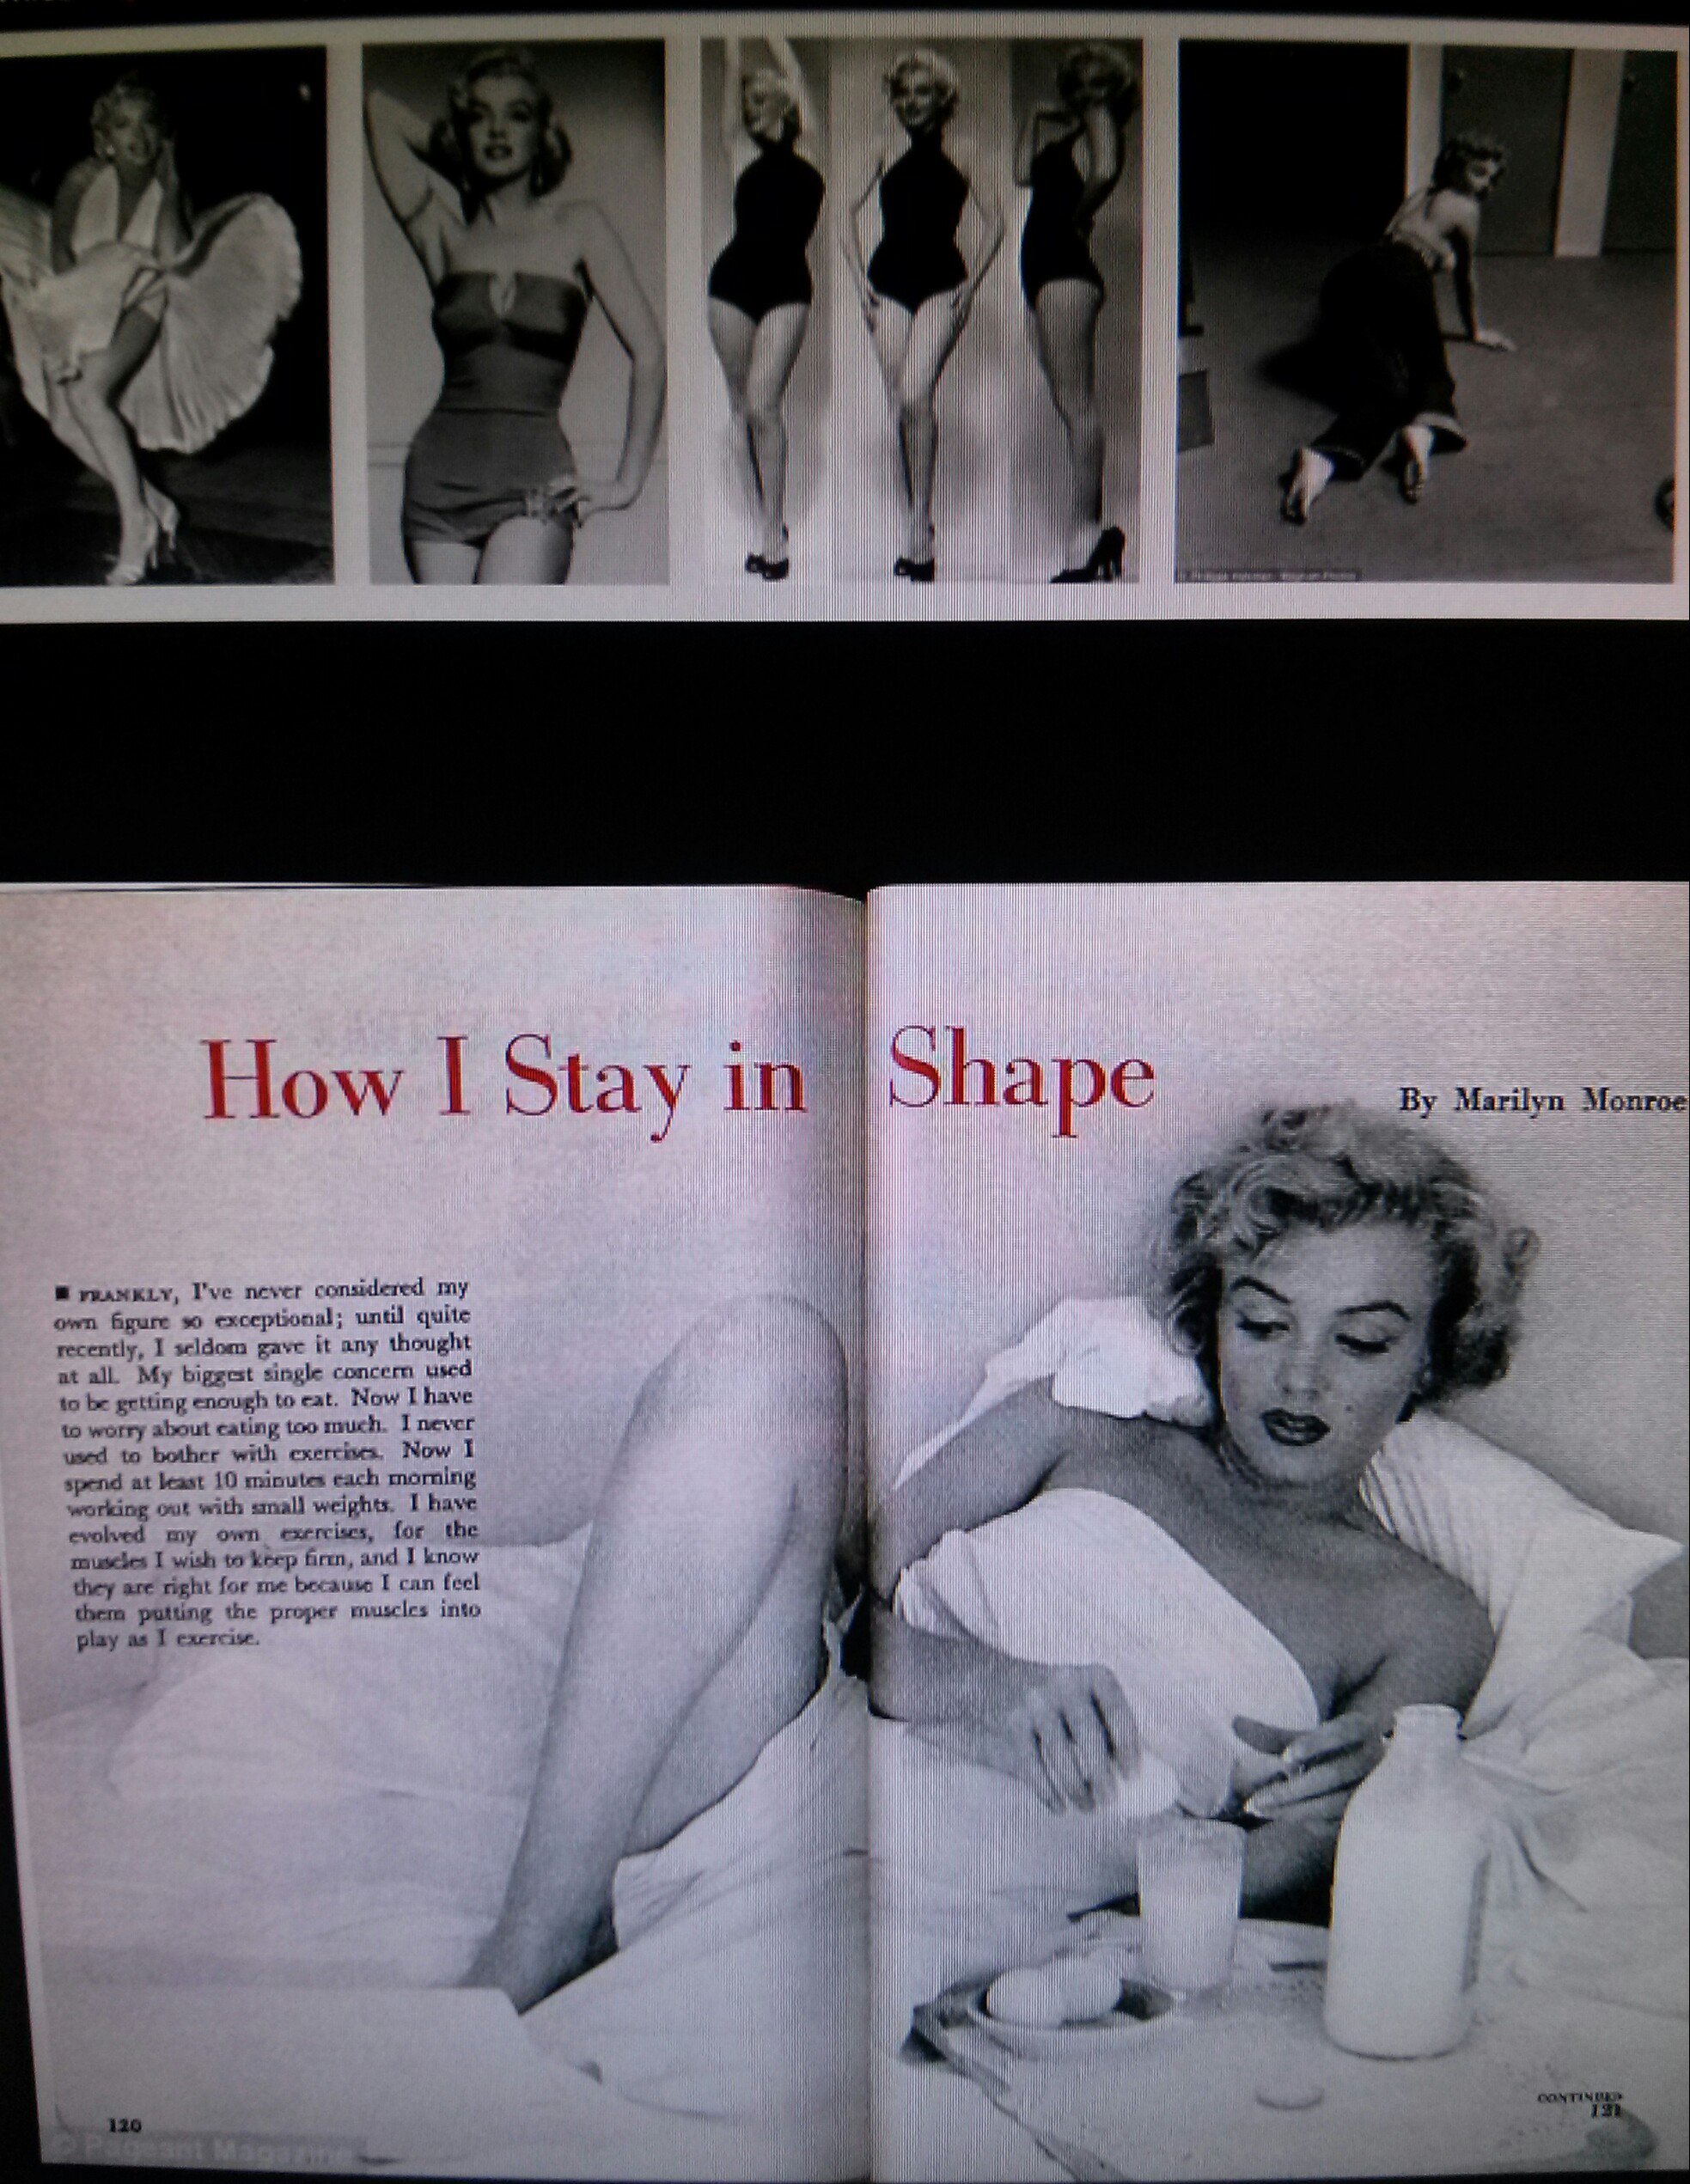 How I Stay in Shape
By Marilyn Monroe
■ FRANKLY, I've never considered my
own figure so exceptional; until quite
recently, I seldom gave it any thought
at all. My biggest single concern used
to be getting enough to eat. Now I have
to worry about eating too much. I never
used to bother with exercises. Now I
spend at least 10 minutes each morning
working out with small weights. I have
evolved my own exercises, for the
muscles I wish to keep firm, and I know
they are right for me because I can feel
them putting the proper muscles into
play as I exercise.
CONTINUED
120
121
© Pageant Magazine